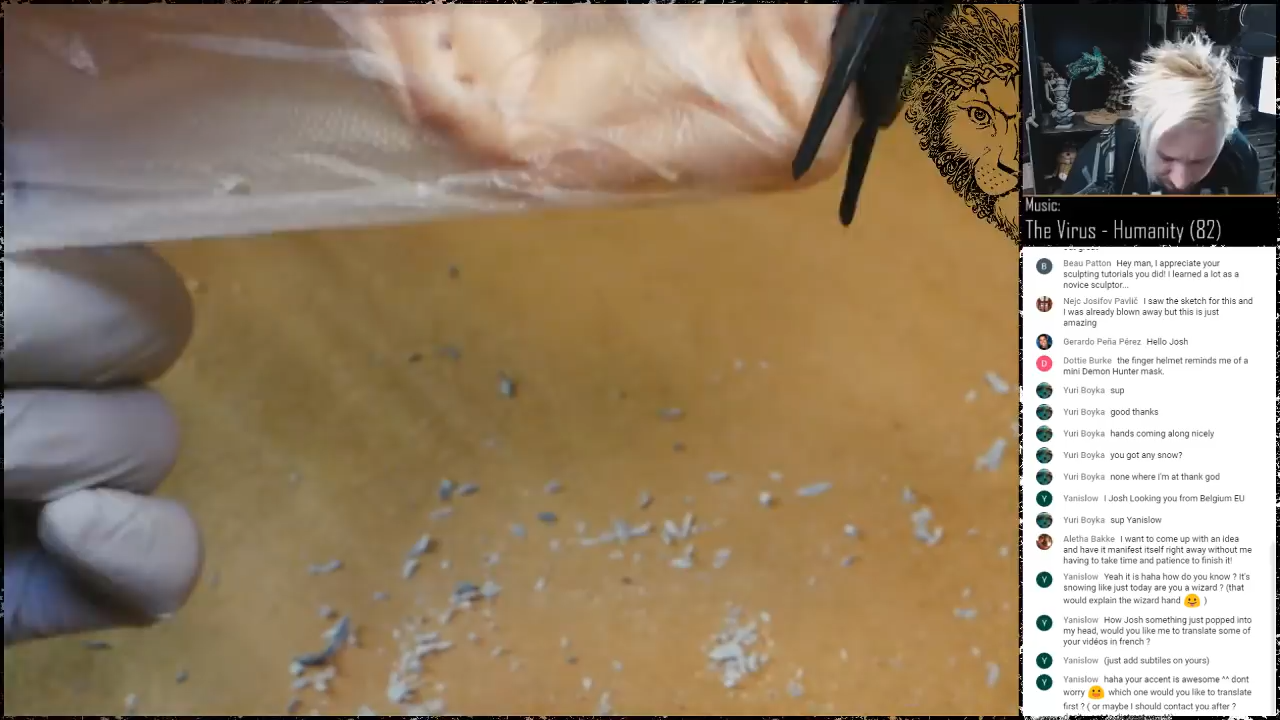 Music:
The Virus - Humanity (82)
Beau Patton Hey man, I appreciate your
sculpting tutorials you did! I learned a lot as a
novice sculptor...
Nejc Josifov Pavlič I saw the sketch for this and
I was already blown away but this is just
amazing
Gerardo Peña Pérez Hello Josh
Dottie Burke the finger helmet reminds me of a
mini Demon Hunter mask.
Yuri Boyka sup
Yuri Boyka good thanks
Yuri Boyka hands coming along nicely
Yuri Boyka you got any snow?
Yuri Boyka none where I'm at thank god
Yanislow I Josh Looking you from Belgium EU
Yuri Boyka sup Yanislow
Aletha Bakke I want to come up with an idea
and have it manifest itself right away without me
having to take time and patience to finish it!
Yanislow Yeah it is haha how do you know ? It's
snowing like just today are you a wizard ? (that
would explain the wizard hand 🤗 )
Yanislow How Josh something just popped into
my head, would you like me to translate some of
your vidéos in french ?
Yanislow (just add subtiles on yours)
Yanislow haha your accent is awesome ^^ dont
worry 🤗 which one would you like to translate
first ? ( or maybe I should contact you after ?
B
D
Y
Y
Y
Y
Y